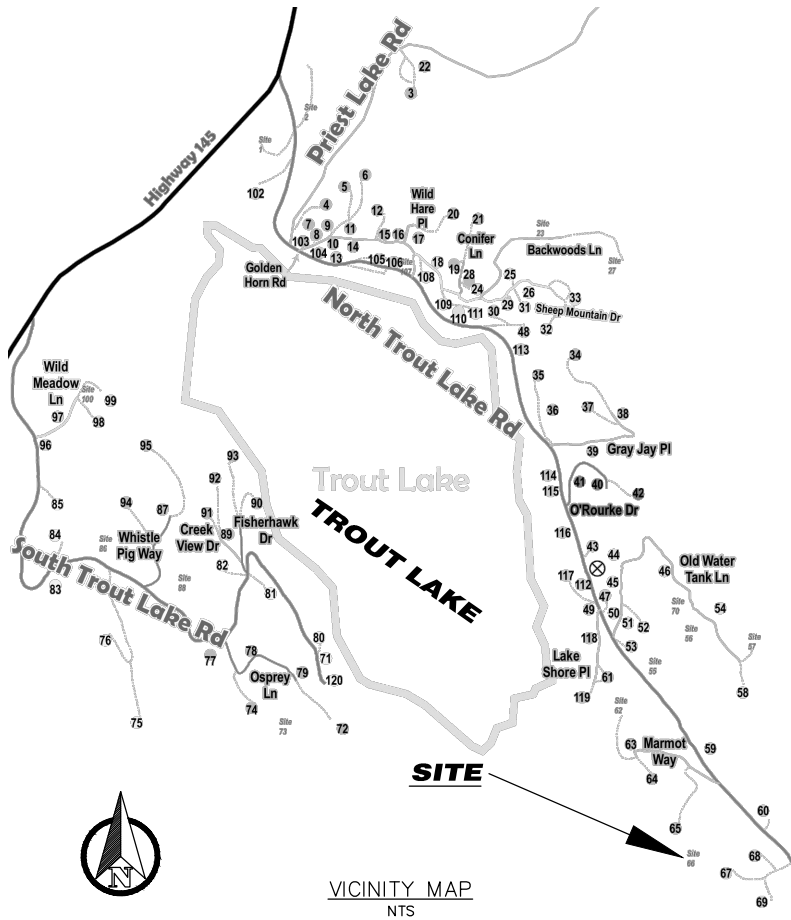 Priest Lake Rd
22
3
Site
2
Site
1
Highway 145
102
6
5
4
12
Wild
Hare
Pl
20
21
7
9
8
11
15
16
17
Conifer
Ln
Site
23
Backwoods Ln
Site
27
103
10
14
104
13
105
106
Site
107
18
19
28
108
24
25
26
33
Golden
Horn Rd
109
29
31
30
111
110
Sheep Mountain Dr
32
48
113
North Trout Lake Rd
34
35
36
37
38
39
Gray Jay Pl
Wild
Meadow
Ln
Site
100
99
97
98
96
95
93
92
Trout Lake
TROUT LAKE
114
115
41
40
42
O'Rourke Dr
85
94
87
91
90
84
Site
86
Whistle
Pig Way
Creek
View Dr
89
Fisherhawk
Dr
116
43
44
South Trout Lake Rd
83
Site
88
82
81
117
112
45
46
Old Water
Tank Ln
47
49
50
Site
70
54
76
77
78
80
71
79
120
118
51
52
53
Site
56
Site
57
Osprey
Ln
Lake
Shore Pl
61
Site
55
58
75
74
Site
73
72
119
Site
62
63
Marmot
Way
59
64
SITE
65
60
Site
66
68
67
69
N
VICINITY MAP
NTS